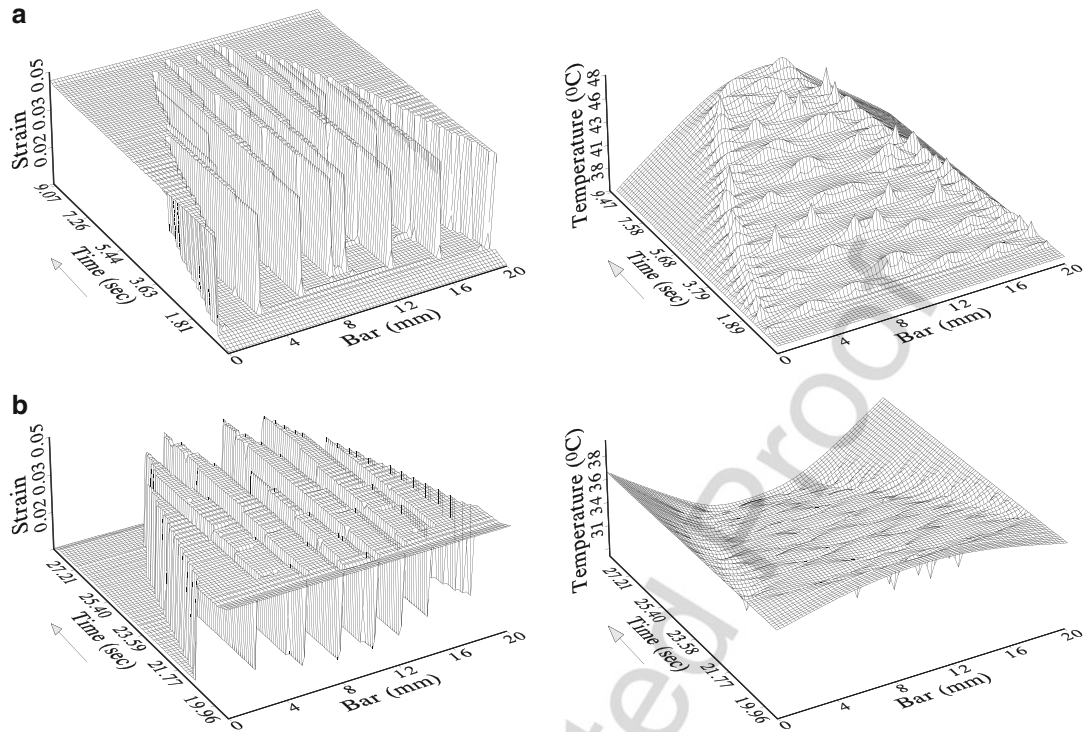 a
Strain
0.02 0.03 0.05
9.07 7.26 5.44 3.63 1.81
Time (sec)
0 4 8 12 16 20
Bar (mm)
Temperature (⁰C)
38 41 43 46 48
9.47 7.58 5.68 3.79 1.89
Time (sec)
0 4 8 12 16 20
Bar (mm)
b
Strain
0.02 0.03 0.05
27.21 25.40 23.59 21.77 19.96
Time (sec)
0 4 8 12 16 20
Bar (mm)
Temperature (⁰C)
31 34 36 38
27.21 25.40 23.58 21.77 19.96
Time (sec)
0 4 8 12 16 20
Bar (mm)
ted Proof